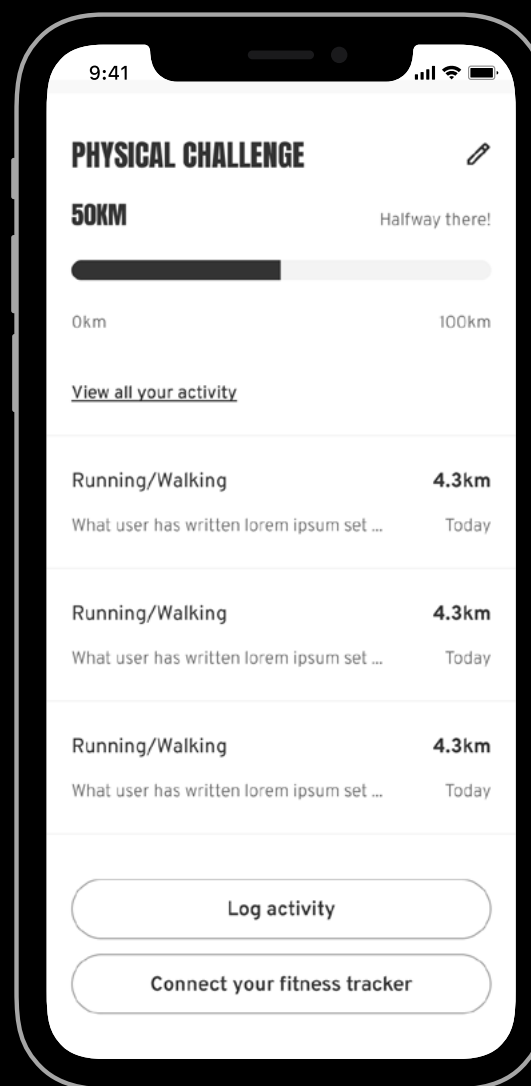 9:41
PHYSICAL CHALLENGE
50KM
Halfway there!
0km
100km
View all your activity
Running/Walking
4.3km
What user has written lorem ipsum set ...
Today
Running/Walking
4.3km
What user has written lorem ipsum set ...
Today
Running/Walking
4.3km
What user has written lorem ipsum set ...
Today
Log activity
Connect your fitness tracker